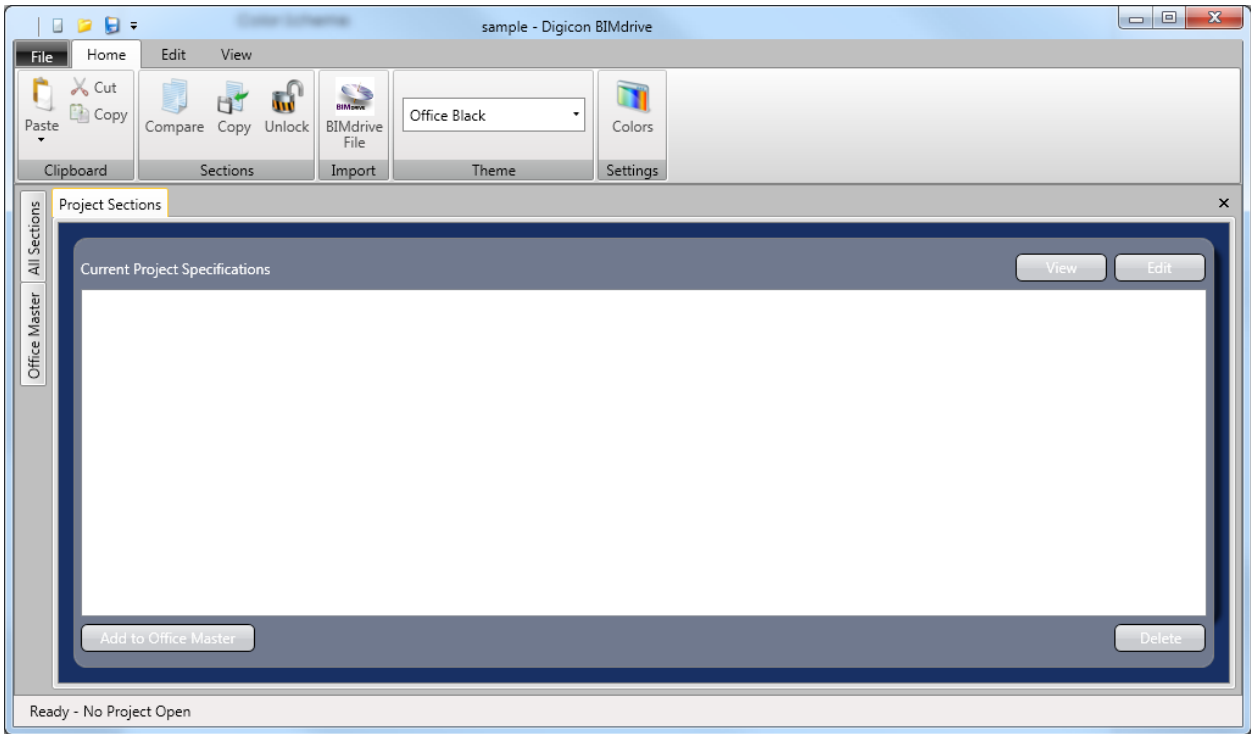 sample - Digicon BIMdrive
File Home Edit View
Paste
Cut
Copy
Clipboard
Compare Copy Unlock
Sections
BIMdrive
BIMdrive
File
Import
Office Black
Theme
Colors
Settings
All Sections
Office Master
Project Sections
Current Project Specifications
View Edit
Add to Office Master
Delete
Ready - No Project Open